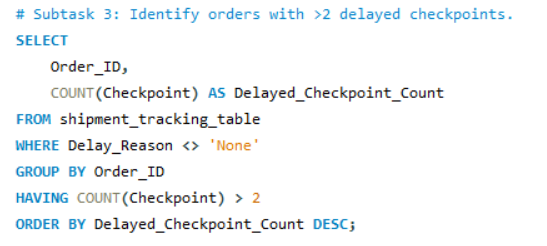 # Subtask 3: Identify orders with >2 delayed checkpoints.
SELECT
    Order_ID,
    COUNT(Checkpoint) AS Delayed_Checkpoint_Count
FROM shipment_tracking_table
WHERE Delay_Reason <> 'None'
GROUP BY Order_ID
HAVING COUNT(Checkpoint) > 2
ORDER BY Delayed_Checkpoint_Count DESC;